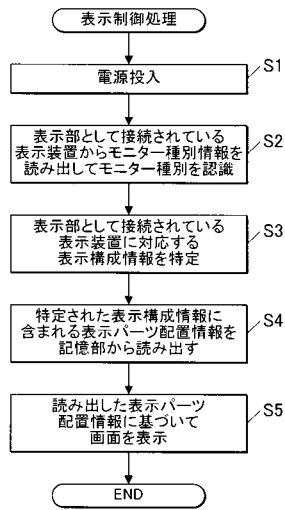 表示制御処理
S1
電源投入
S2
表示部として接続されている
表示装置からモニター種別情報を
読み出してモニター種別を認識
S3
表示部として接続されている
表示装置に対応する
表示構成情報を特定
S4
特定された表示構成情報に
含まれる表示パーツ配置情報を
記憶部から読み出す
S5
読み出した表示パーツ
配置情報に基づいて
画面を表示
END